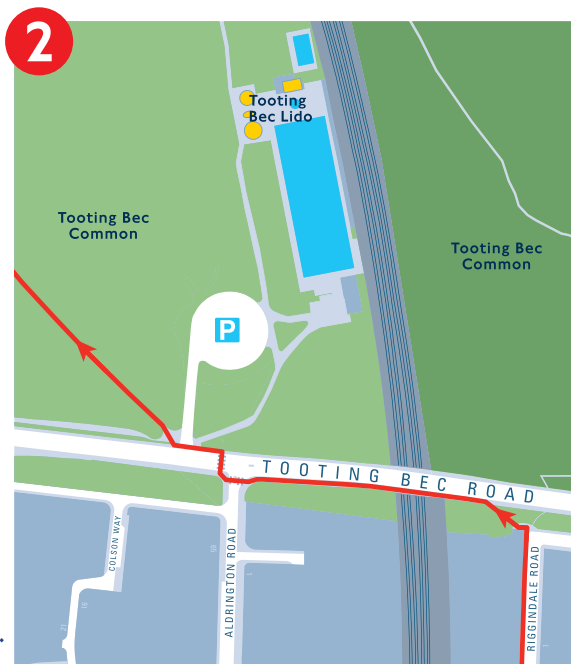 2
Tooting
Bec Lido
Tooting Bec
Common
Tooting Bec
Common
P
TOOTING BEC ROAD
COLSON WAY
ALDRINGTON ROAD
RIGGINDALE ROAD